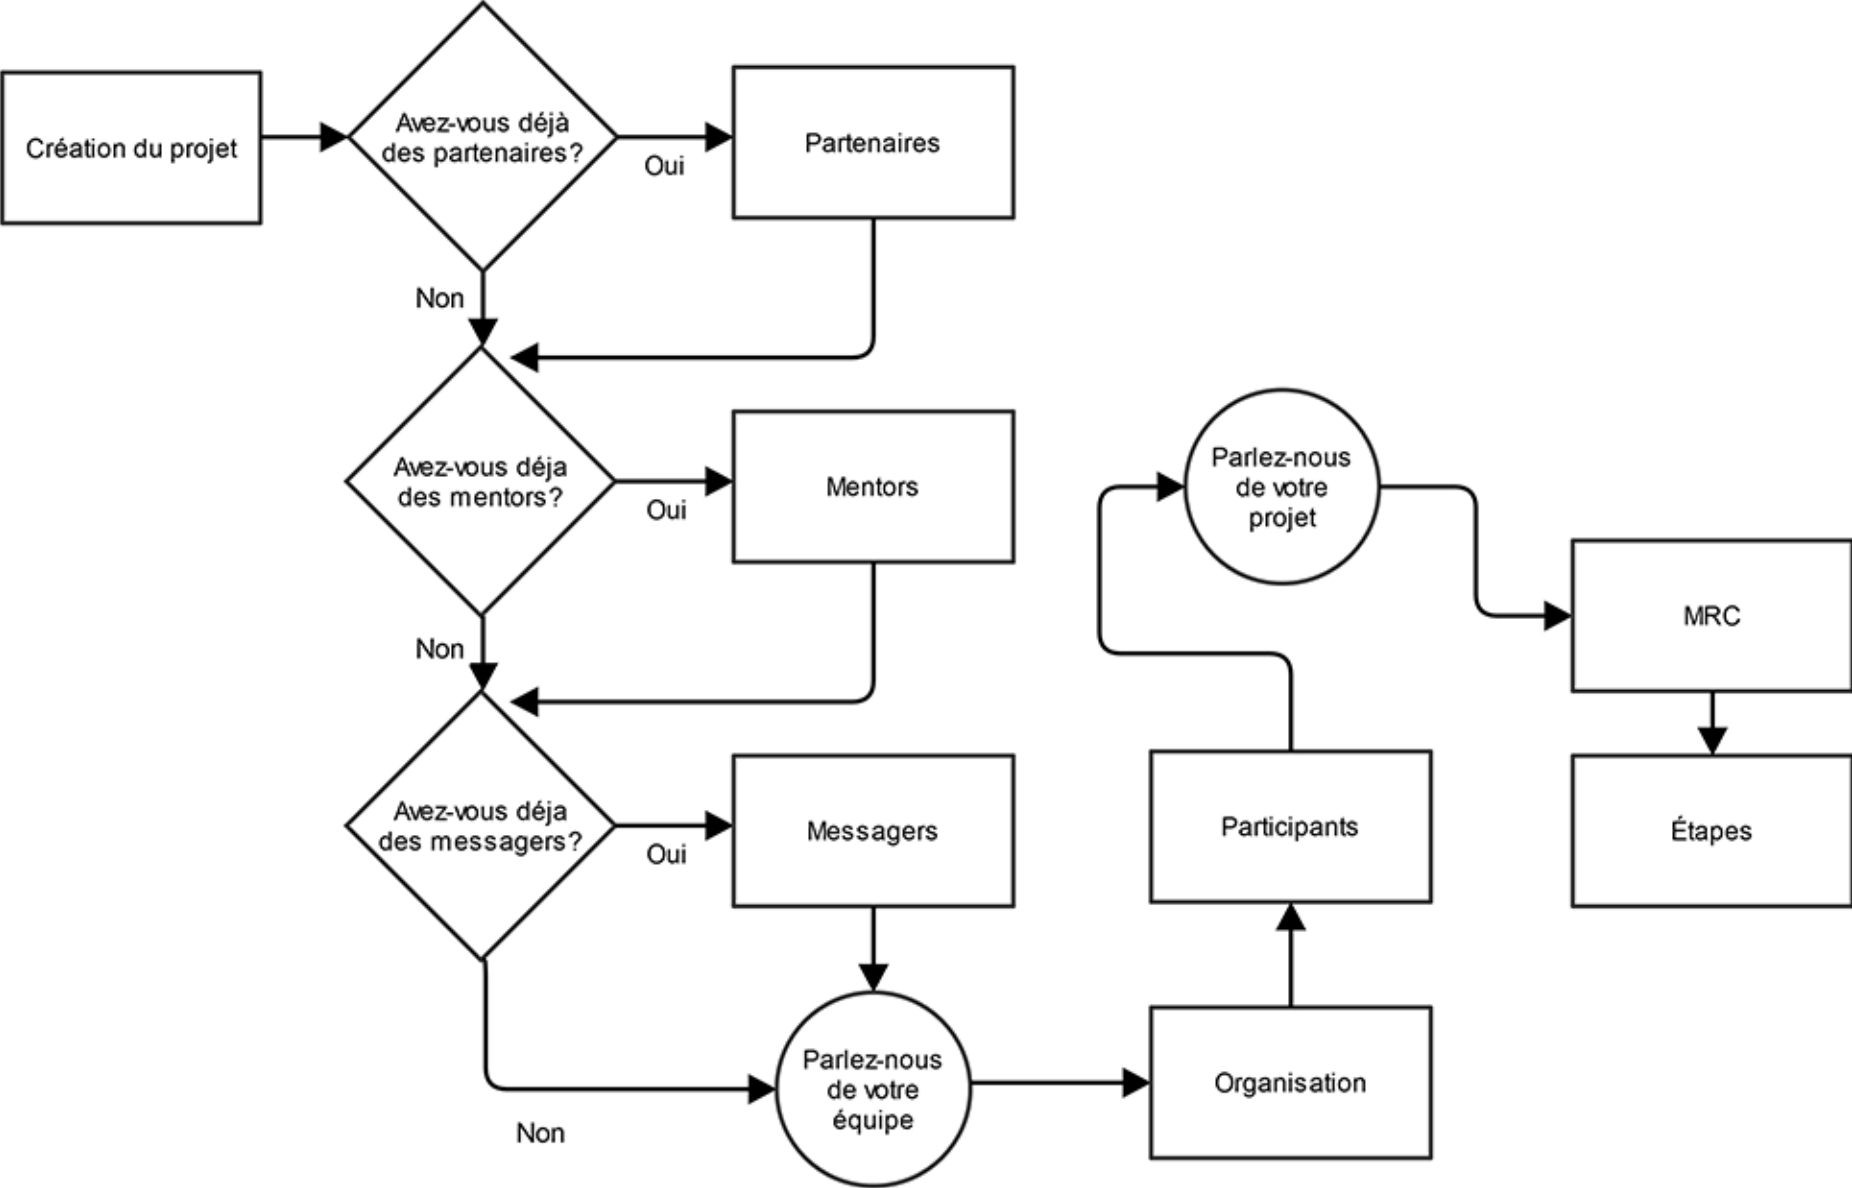 Création du projet
Avez-vous déjà
des partenaires?
Oui
Partenaires
Non
Avez-vous déja
des mentors?
Oui
Mentors
Non
Avez-vous déja
des messagers?
Oui
Messagers
Non
Parlez-nous
de votre
équipe
Organisation
Participants
Parlez-nous
de votre
projet
MRC
Étapes